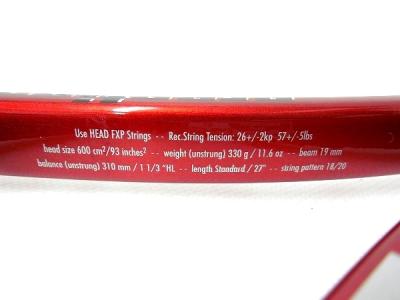 Use HEAD FXP Strings -- Rec.String Tension: 26+/-2kp 57+/-5lbs
head size 600 cm²/93 inches² -- weight (unstrung) 330 g / 11.6 oz -- beam 19 mm
balance (unstrung) 310 mm / 1 1/3 "HL -- length Standard / 27" -- string pattern 18/20